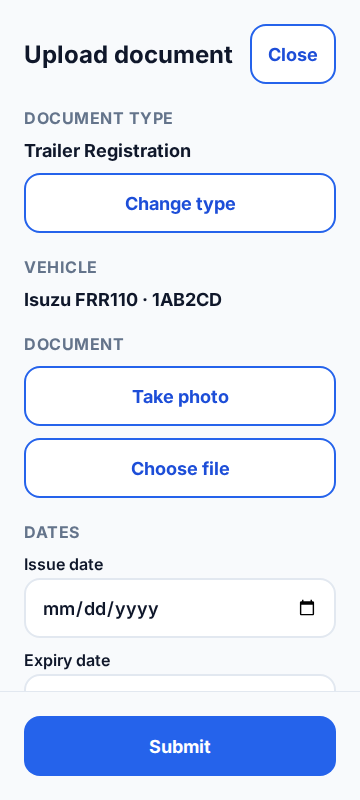 Upload document
Close
DOCUMENT TYPE
Trailer Registration
Change type
VEHICLE
Isuzu FRR110 · 1AB2CD
DOCUMENT
Take photo
Choose file
DATES
Issue date
mm/dd/yyyy
Expiry date
Submit